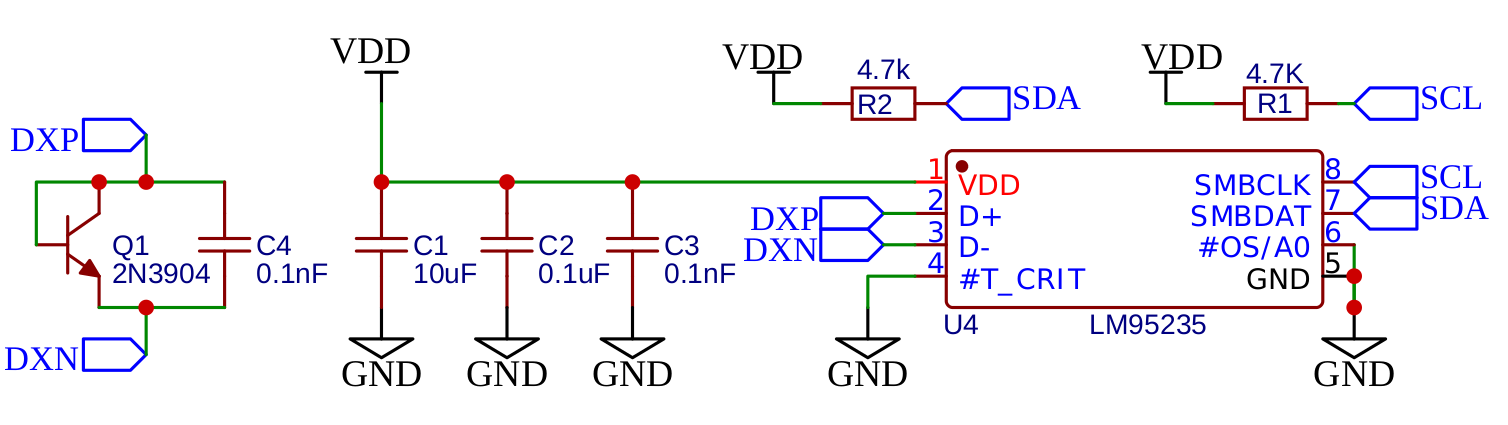 VDD
VDD
4.7k
R2
SDA
VDD
4.7K
R1
SCL
DXP
Q1
2N3904
C4
0.1nF
DXN
C1
10uF
C2
0.1uF
C3
0.1nF
GND
GND
GND
DXP
DXN
1
2
3
4
VDD
D+
D-
#T_CRIT
SMBCLK
SMBDAT
#OS/A0
GND
8
7
6
5
SCL
SDA
U4
LM95235
GND
GND